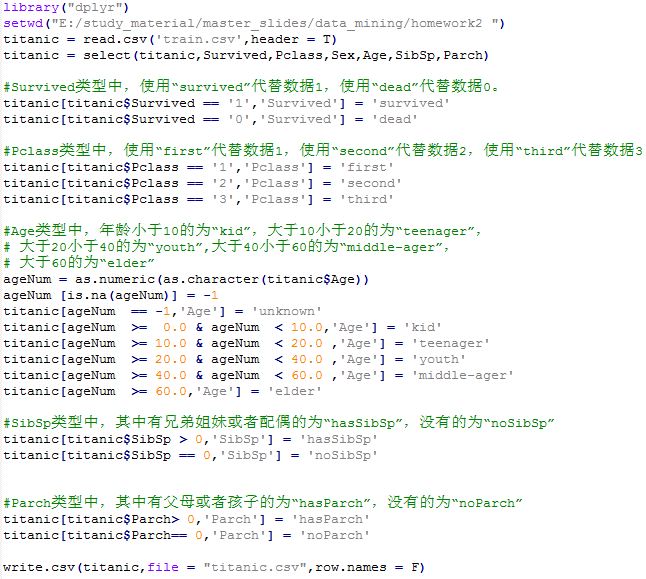 library("dplyr")
setwd("E:/study_material/master_slides/data_mining/homework2 ")
titanic = read.csv('train.csv',header = T)
titanic = select(titanic,Survived,Pclass,Sex,Age,SibSp,Parch)
#Survived类型中，使用“survived”代替数据1，使用“dead”代替数据0。
titanic[titanic$Survived == '1','Survived'] = 'survived'
titanic[titanic$Survived == '0','Survived'] = 'dead'
#Pclass类型中，使用“first”代替数据1，使用“second”代替数据2，使用“third”代替数据3
titanic[titanic$Pclass == '1','Pclass'] = 'first'
titanic[titanic$Pclass == '2','Pclass'] = 'second'
titanic[titanic$Pclass == '3','Pclass'] = 'third'
#Age类型中，年龄小于10的为“kid”，大于10小于20的为“teenager”，
# 大于20小于40的为“youth”,大于40小于60的为“middle-ager”，
# 大于60的为“elder”
ageNum = as.numeric(as.character(titanic$Age))
ageNum [is.na(ageNum)] = -1
titanic[ageNum  == -1,'Age'] = 'unknown'
titanic[ageNum  >=  0.0 & ageNum  < 10.0,'Age'] = 'kid'
titanic[ageNum  >= 10.0 & ageNum  < 20.0 ,'Age'] = 'teenager'
titanic[ageNum  >= 20.0 & ageNum  < 40.0 ,'Age'] = 'youth'
titanic[ageNum  >= 40.0 & ageNum  < 60.0 ,'Age'] = 'middle-ager'
titanic[ageNum  >= 60.0,'Age'] = 'elder'
#SibSp类型中，其中有兄弟姐妹或者配偶的为“hasSibSp”，没有的为“noSibSp”
titanic[titanic$SibSp > 0,'SibSp'] = 'hasSibSp'
titanic[titanic$SibSp == 0,'SibSp'] = 'noSibSp'
#Parch类型中，其中有父母或者孩子的为“hasParch”，没有的为“noParch”
titanic[titanic$Parch> 0,'Parch'] = 'hasParch'
titanic[titanic$Parch== 0,'Parch'] = 'noParch'
write.csv(titanic,file = "titanic.csv",row.names = F)